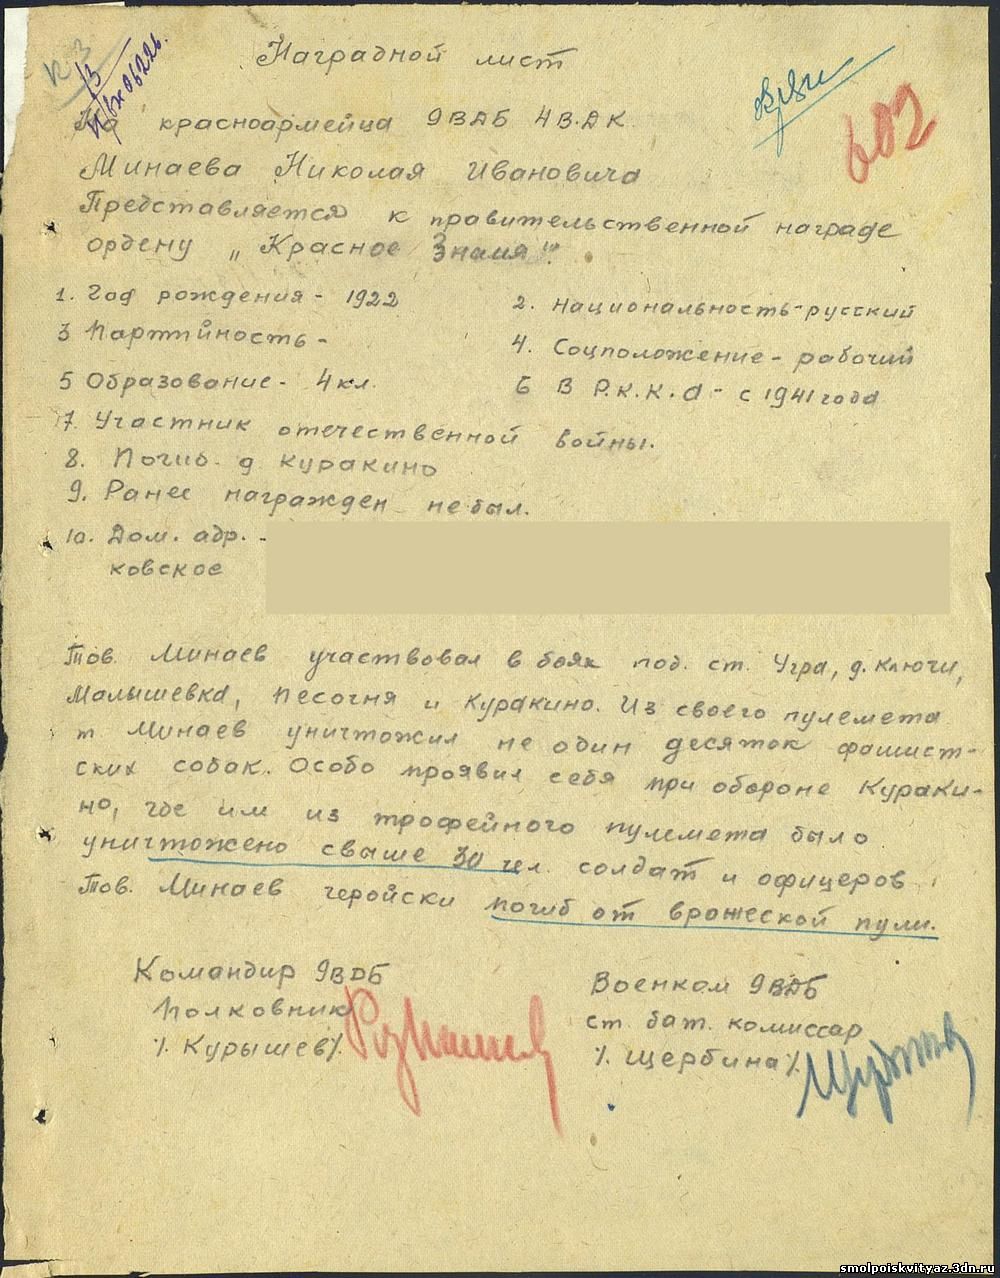 Наградной лист
602
На красноармейца 9ВДБ 4В.Д.К.
Минаева Николая Ивановича
Представляется к правительственной награде
ордену „Красное Знамя".
1. Год рождения - 1922
2. Национальность - русский
3 Партийность -
4. Соцположение - рабочий
5 Образование - 4 кл.
6 В Р.К.К.А - с 1941 года
7. Участник отечественной войны.
8. Погиб д Куракино
9. Ранее награжден не был.
10. Дом. адр. -
ковское
Тов. Минаев участвовал в боях под. ст. Угра, д. Ключи,
Малышевка, Песочня и Куракино. Из своего пулемета
т Минаев уничтожил не один десяток фашист-
ских собак. Особо проявил себя при обороне Кураки-
но, где им из трофейного пулемета было
уничтожено свыше 30 чел. солдат и офицеров
Тов. Минаев геройски погиб от вражеской пули.
Командир 9ВДБ
Полковник
/. Курышев/.
Военком 9ВДБ
ст. бат. комиссар
/. Щербина/.
smolpoiskvityaz.3dn.ru